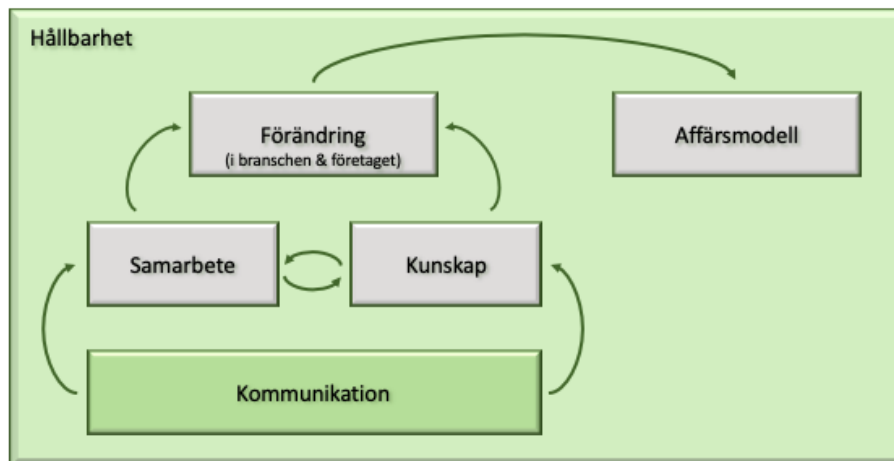 Hållbarhet
Förändring
(i branschen & företaget)
Affärsmodell
Samarbete
Kunskap
Kommunikation